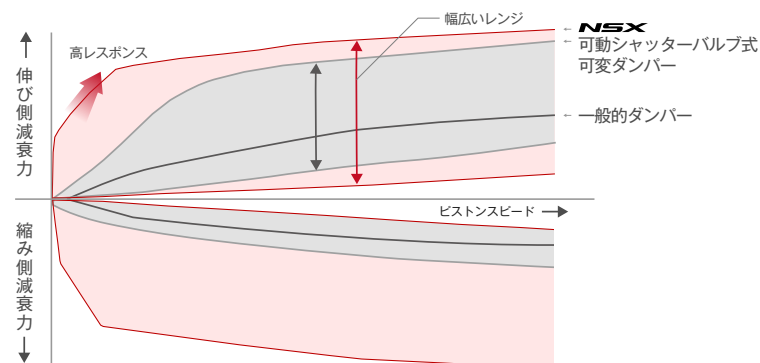 幅広いレンジ
← NSX
← 可動シャッターバルブ式
可変ダンパー
高レスポンス
伸び側減衰力
← 一般的ダンパー
ピストンスピード
縮み側減衰力